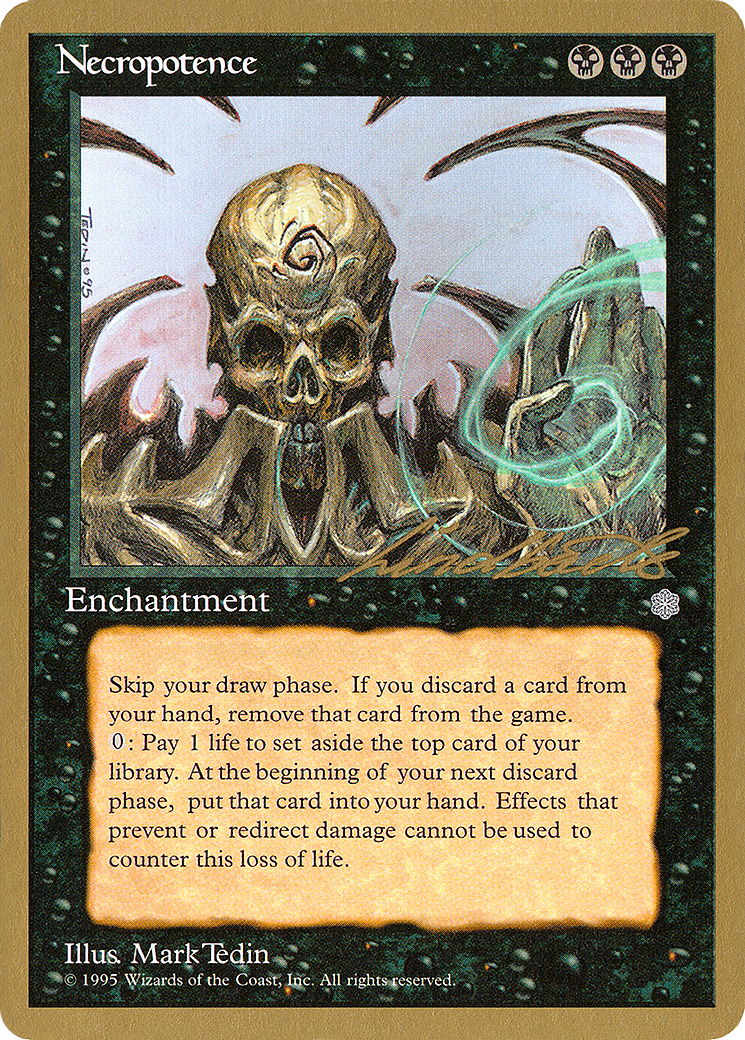 Necropotence
TEDIN © 95
Enchantment
Skip your draw phase. If you discard a card from
your hand, remove that card from the game.
0: Pay 1 life to set aside the top card of your
library. At the beginning of your next discard
phase, put that card into your hand. Effects that
prevent or redirect damage cannot be used to
counter this loss of life.
Illus. Mark Tedin
© 1995 Wizards of the Coast, Inc. All rights reserved.